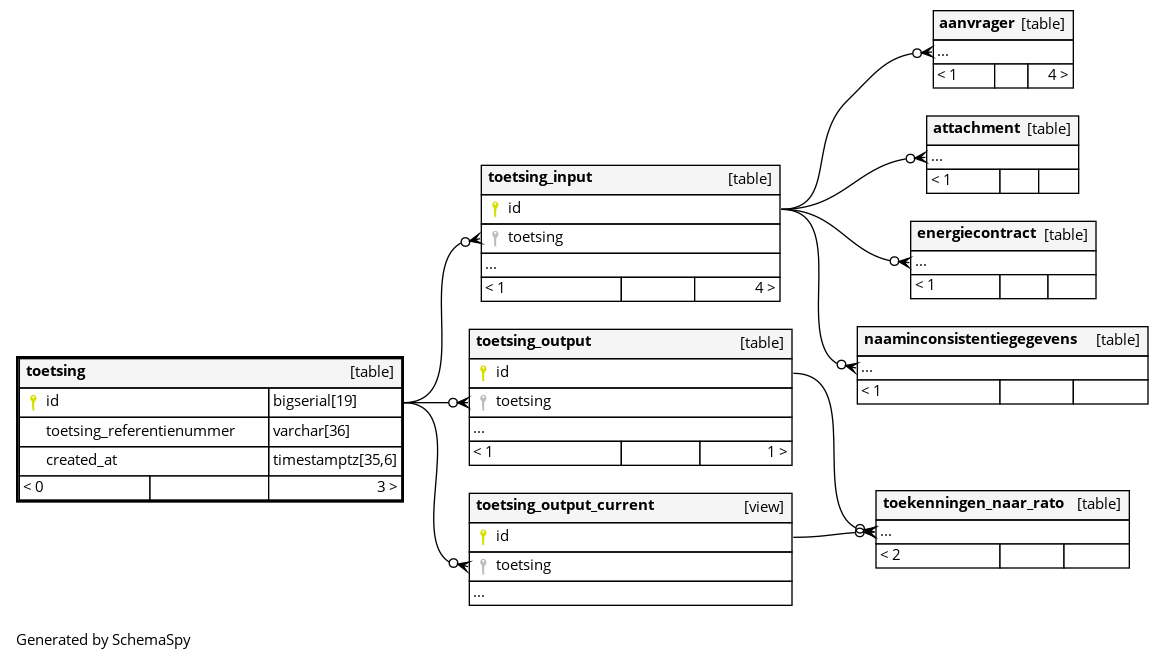 aanvrager [table]
...
< 1 4 >
attachment [table]
...
< 1
toetsing_input [table]
id
toetsing
...
< 1 4 >
energiecontract [table]
...
< 1
naaminconsistentiegegevens [table]
...
< 1
toetsing_output [table]
id
toetsing
...
< 1 1 >
toetsing [table]
id bigserial[19]
toetsing_referentienummer varchar[36]
created_at timestamptz[35,6]
< 0 3 >
toetsing_output_current [view]
id
toetsing
...
toekenningen_naar_rato [table]
...
< 2
Generated by SchemaSpy